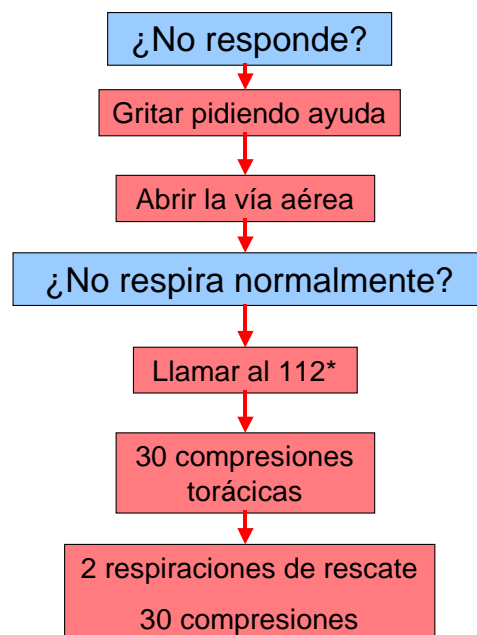 ¿No responde?
Gritar pidiendo ayuda
Abrir la vía aérea
¿No respira normalmente?
Llamar al 112*
30 compresiones
torácicas
2 respiraciones de rescate
30 compresiones